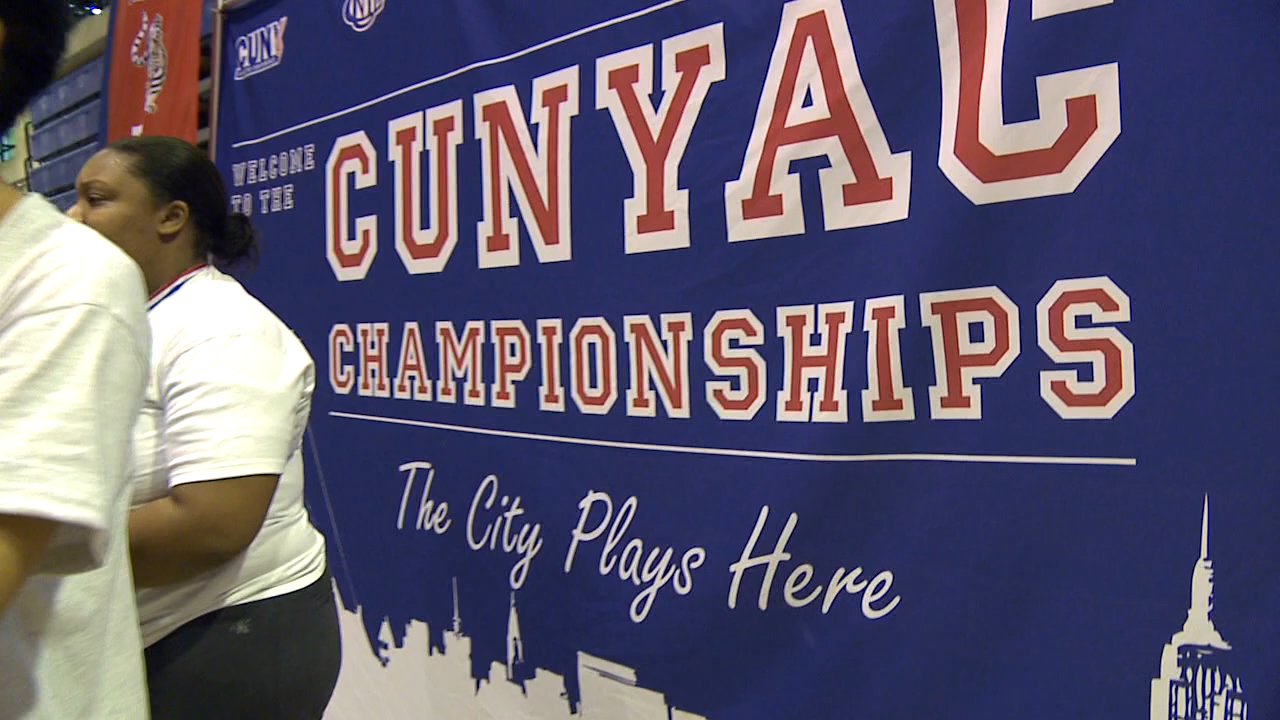 CUNY
WELCOME
TO THE
CUNYAC
CHAMPIONSHIPS
The City Plays Here